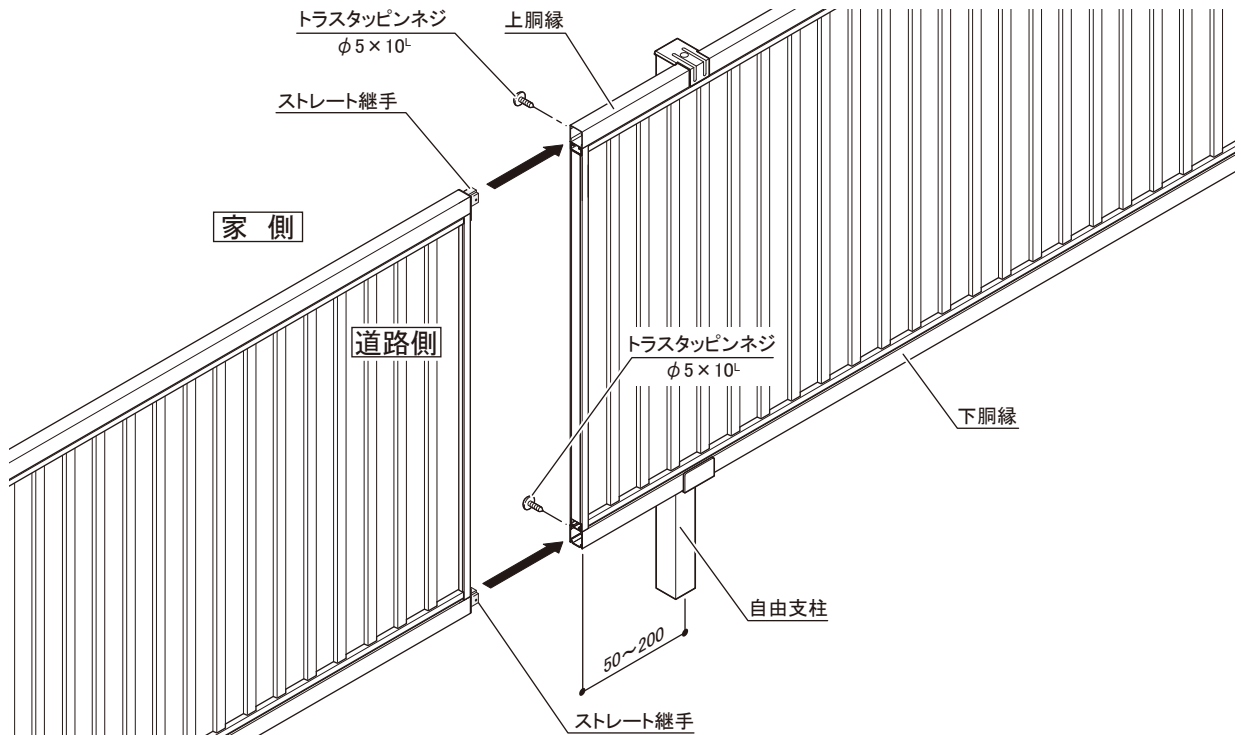 トラスタッピンネジ
φ5×10ᴸ
上胴縁
ストレート継手
家 側
道路側
トラスタッピンネジ
φ5×10ᴸ
下胴縁
自由支柱
50～200
ストレート継手